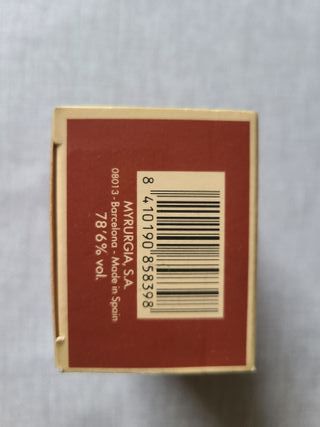 8 410190 858398
MYRURGIA, S.A.
08013 - Barcelona - Made in Spain
78'6% vol.